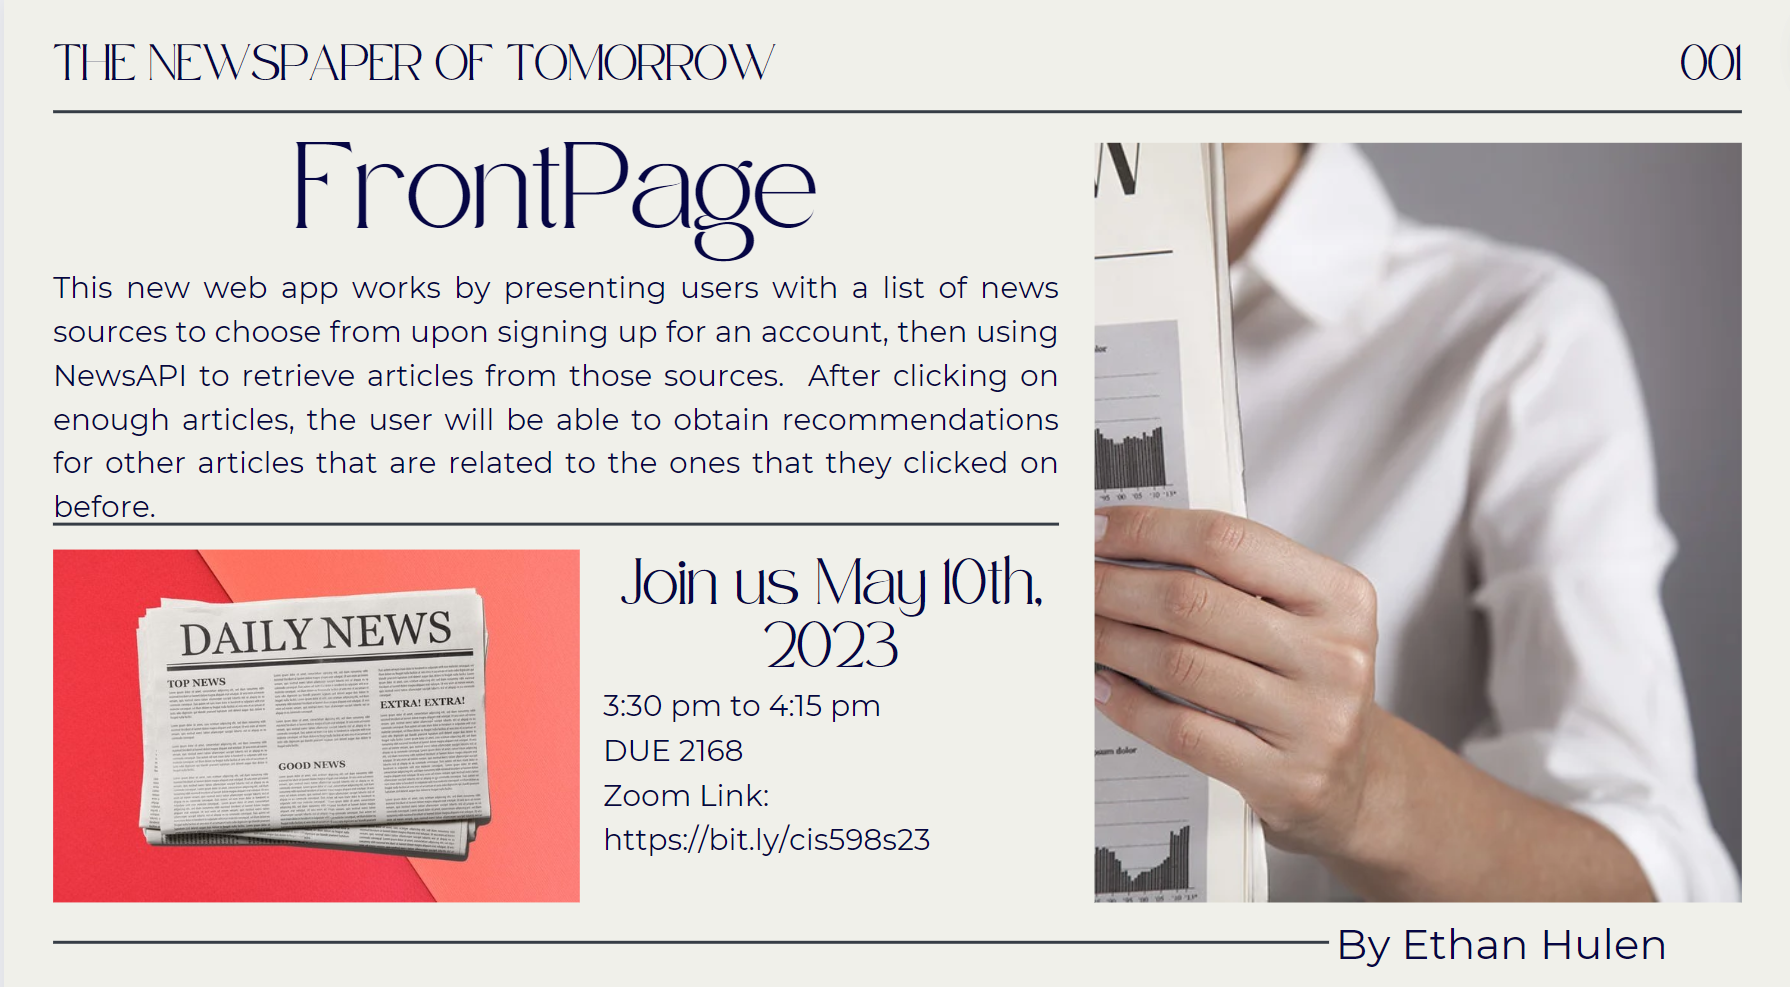 THE NEWSPAPER OF TOMORROW
001
FrontPage
This new web app works by presenting users with a list of news
sources to choose from upon signing up for an account, then using
NewsAPI to retrieve articles from those sources.  After clicking on
enough articles, the user will be able to obtain recommendations
for other articles that are related to the ones that they clicked on
before.
DAILY NEWS
TOP NEWS
EXTRA! EXTRA!
GOOD NEWS
Join us May 10th,
2023
3:30 pm to 4:15 pm
DUE 2168
Zoom Link:
https://bit.ly/cis598s23
By Ethan Hulen